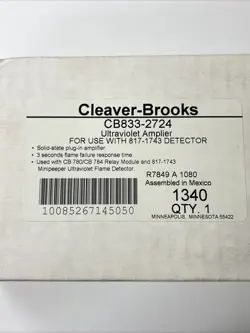 Cleaver-Brooks
CB833-2724
Ultraviolet Amplier
FOR USE WITH 817-1743 DETECTOR
• Solid-state plug-in amplifier.
• 3 seconds flame failure response time.
• Used with CB 780/CB 784 Relay Module and 817-1743
Minipeeper Ultraviolet Flame Detector.
R7849 A 1080
Assembled in Mexico
1340
QTY. 1
MINNEAPOLIS, MINNESOTA 55422
10085267145050